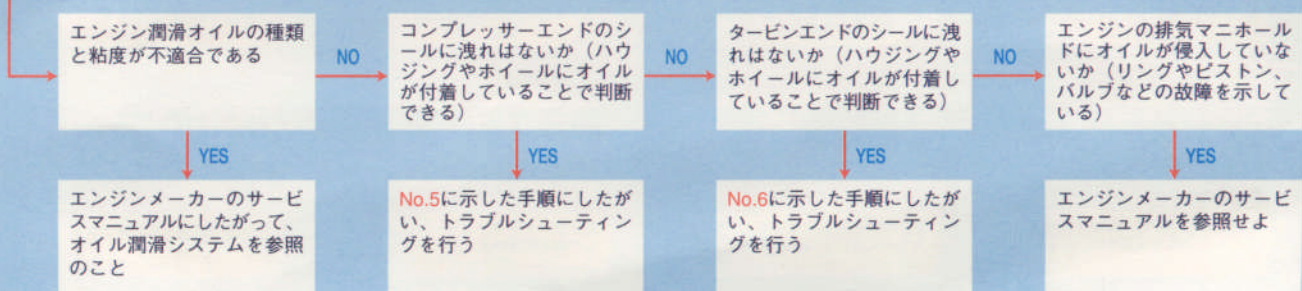 エンジン潤滑オイルの種類
と粘度が不適合である
NO
コンプレッサーエンドのシ
ールに洩れはないか（ハウ
ジングやホイールにオイル
が付着していることで判断
できる）
NO
タービンエンドのシールに洩
れはないか（ハウジングや
ホイールにオイルが付着し
ていることで判断できる）
NO
エンジンの排気マニホール
ドにオイルが侵入していな
いか（リングやピストン、
バルブなどの故障を示して
いる）
YES
YES
YES
YES
エンジンメーカーのサービ
スマニュアルにしたがって、
オイル潤滑システムを参照
のこと
No.5に示した手順にしたが
い、トラブルシューティン
グを行う
No.6に示した手順にしたが
い、トラブルシューティン
グを行う
エンジンメーカーのサービ
スマニュアルを参照せよ